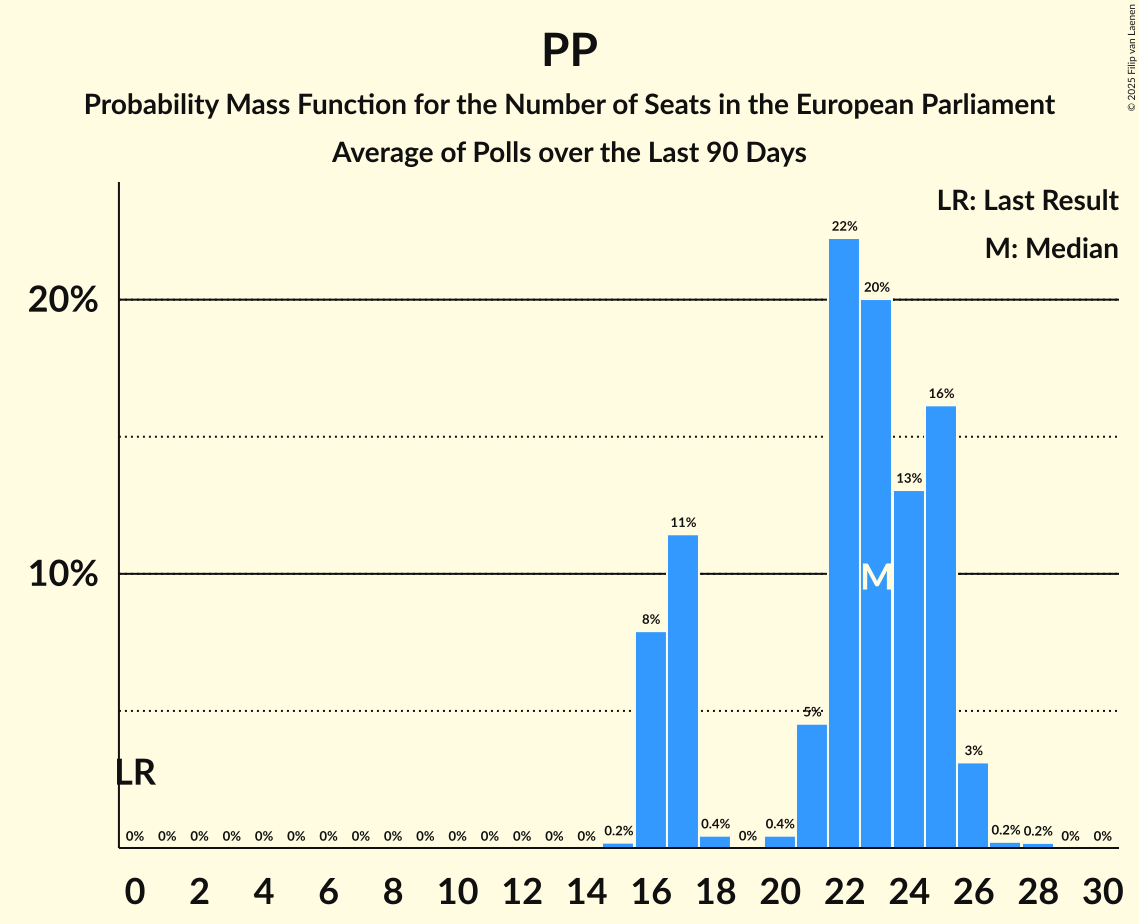 PP
Probability Mass Function for the Number of Seats in the European Parliament
Average of Polls over the Last 90 Days
© 2025 Filip van Laenen
LR: Last Result
M: Median
22%
20%
20%
16%
13%
11%
10%
M
8%
5%
3%
LR
0% 0% 0% 0% 0% 0% 0% 0% 0% 0% 0% 0% 0% 0% 0% 0.2% 0.4% 0% 0.4% 0.2% 0.2% 0% 0%
0 2 4 6 8 10 12 14 16 18 20 22 24 26 28 30